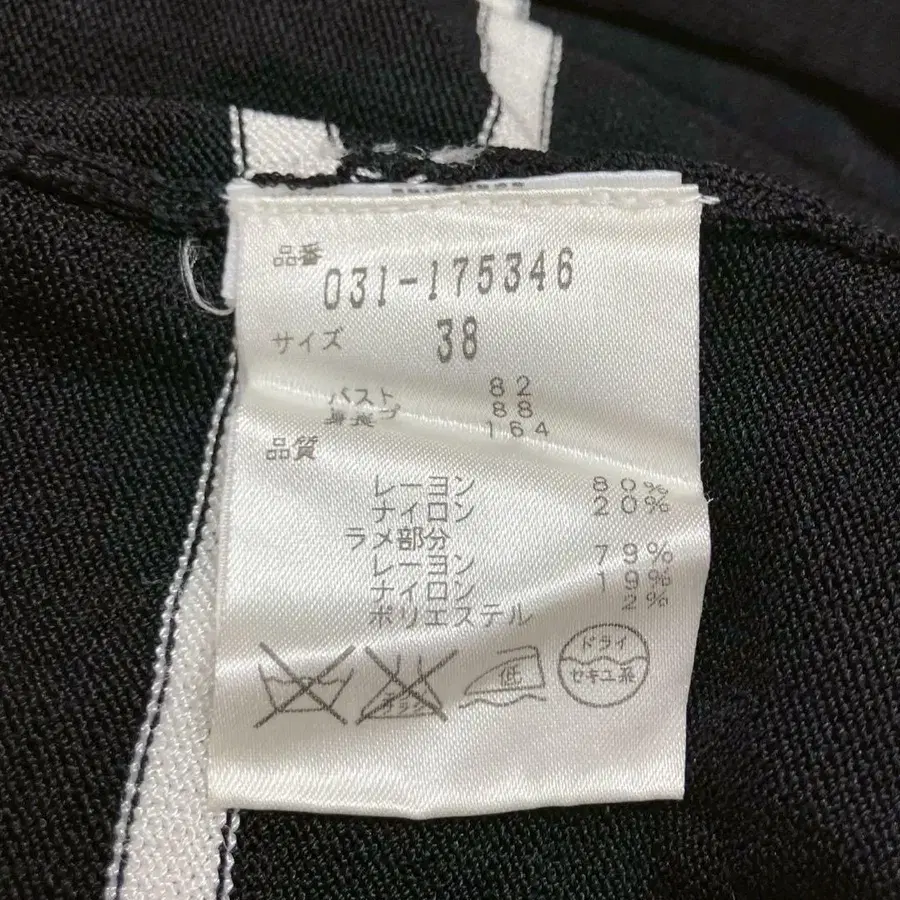 品番
031-175346
サイズ 38
バスト 82
88
身長 164
品質
レーヨン 80%
ナイロン 20%
ラメ部分
レーヨン 79%
ナイロン 19%
ポリエステル 2%
低
ドライ
セキユ系